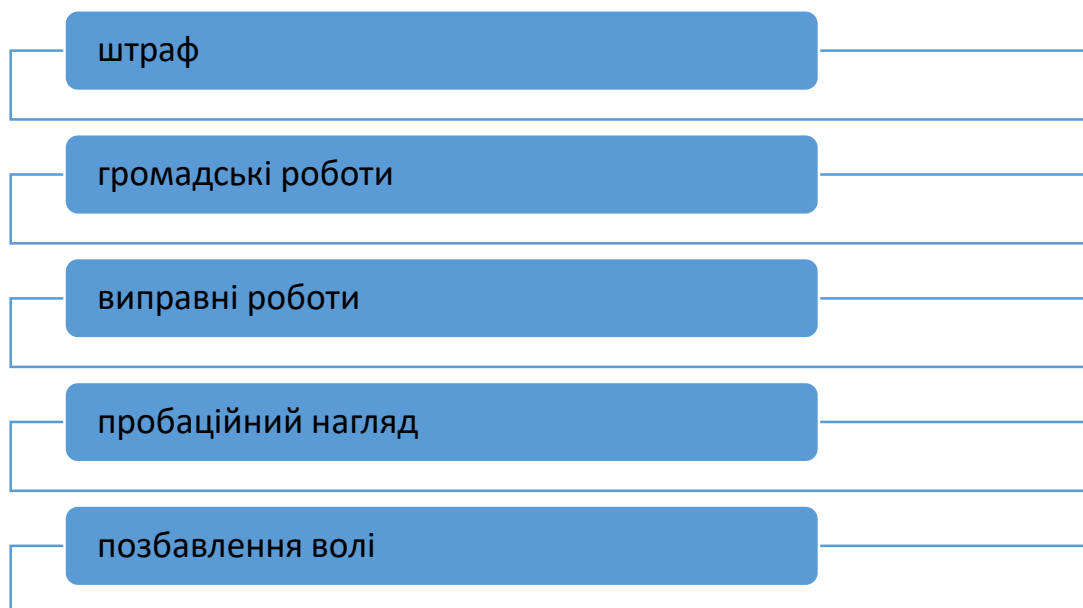 штраф
громадські роботи
виправні роботи
пробаційний нагляд
позбавлення волі